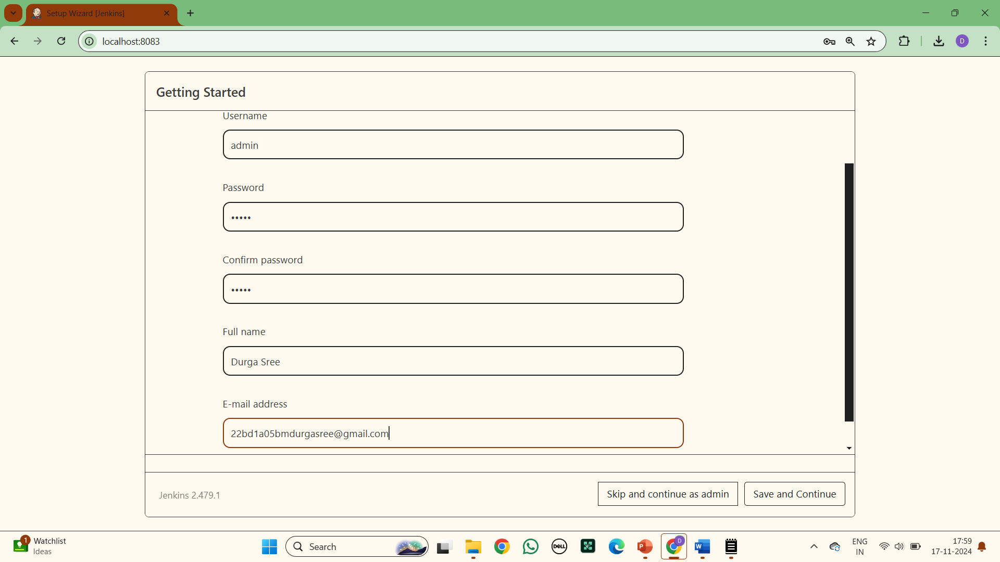 Setup Wizard [Jenkins]
localhost:8083
D
Getting Started
Username
admin
Password
•••••
Confirm password
•••••
Full name
Durga Sree
E-mail address
22bd1a05bmdurgasree@gmail.com
Jenkins 2.479.1
Skip and continue as admin
Save and Continue
1
Watchlist
Ideas
Search
DELL
P
D
W
ENG
IN
17:59
17-11-2024